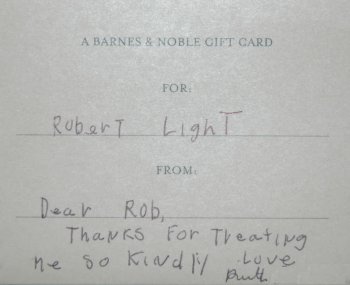 A BARNES & NOBLE GIFT CARD
FOR:
Robert Light
FROM:
Dear Rob,
Thanks For Treating
me so Kindly Love
Ruth